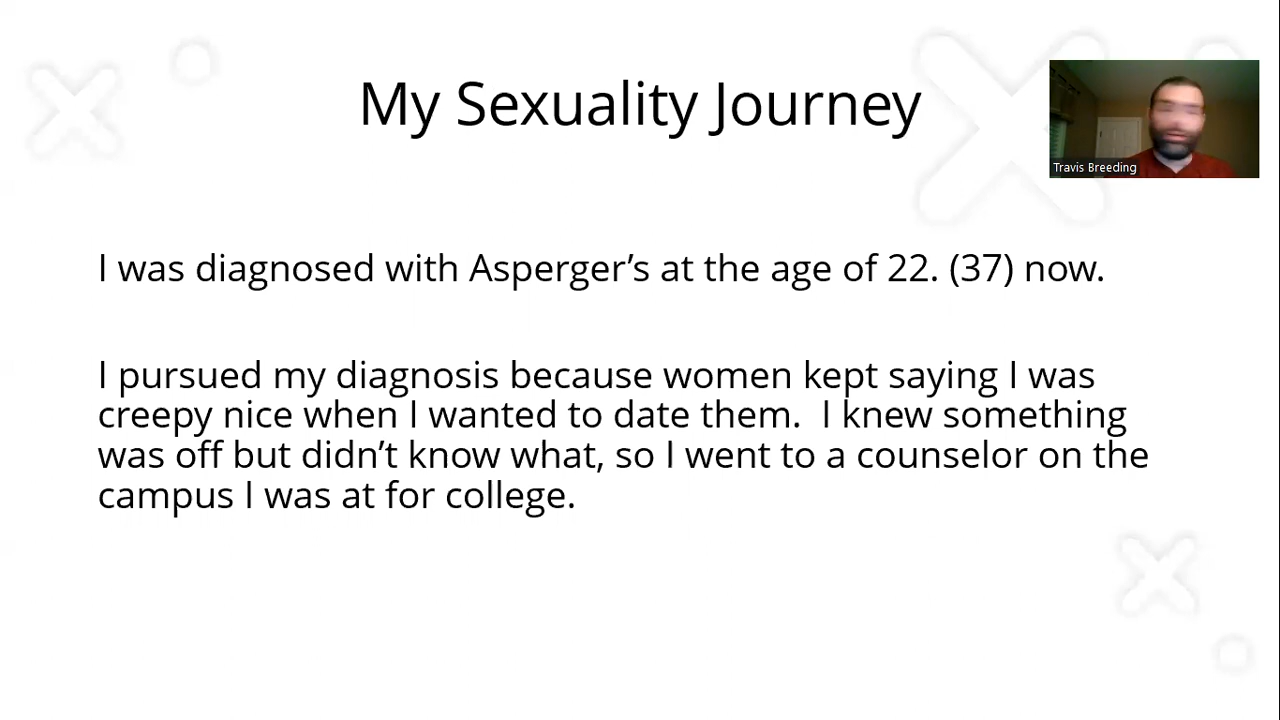 My Sexuality Journey
Travis Breeding
I was diagnosed with Asperger’s at the age of 22. (37) now.
I pursued my diagnosis because women kept saying I was
creepy nice when I wanted to date them.  I knew something
was off but didn’t know what, so I went to a counselor on the
campus I was at for college.